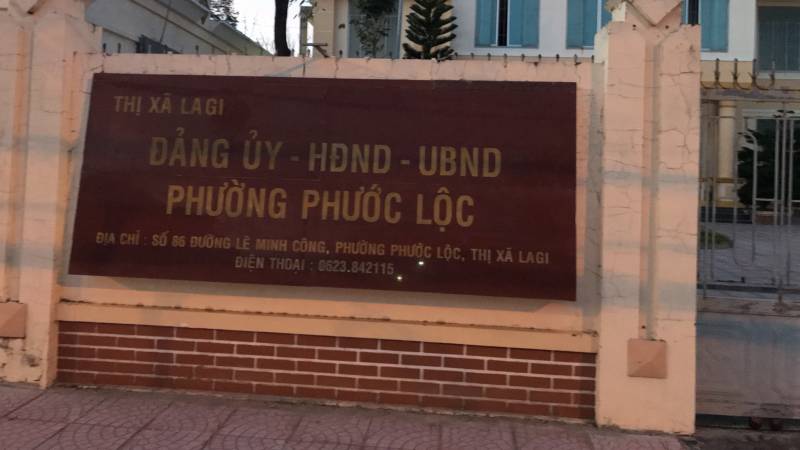 THỊ XÃ LAGI
ĐẢNG ỦY - HĐND - UBND
PHƯỜNG PHƯỚC LỘC
ĐỊA CHỈ : SỐ 86 ĐƯỜNG LÊ MINH CÔNG, PHƯỜNG PHƯỚC LỘC, THỊ XÃ LAGI
ĐIỆN THOẠI : 0623.842115